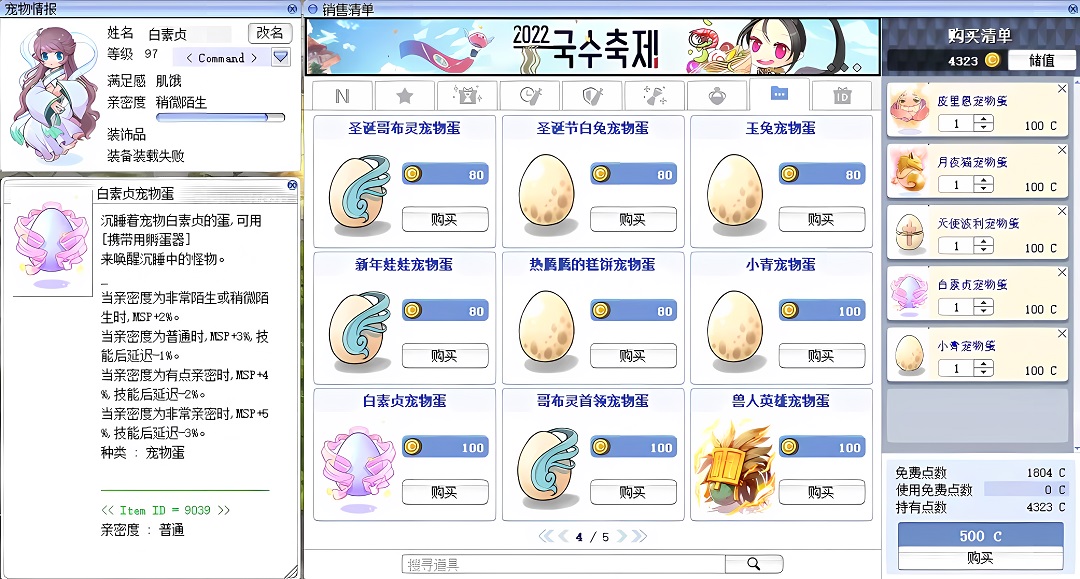 宠物情报
姓名 白素贞 改名
等级 97 < Command >
满足感 肌饿
亲密度 稍微陌生
装饰品
装备装载失败
白素贞宠物蛋
沉睡着宠物白素贞的蛋,可用
[携带用孵蛋器]
来唤醒沉睡中的怪物。
_
当亲密度为非常陌生或稍微陌
生时,MSP+2%。
当亲密度为普通时,MSP+3%,技
能后延迟-1%。
当亲密度为有点亲密时,MSP+4
%,技能后延迟-2%。
当亲密度为非常亲密时,MSP+5
%,技能后延迟-3%。
种类 : 宠物蛋
<< Item ID = 9039 >>
亲密度 : 普通
销售清单
2022 국수축제
N
ID
圣诞哥布灵宠物蛋
80
购买
圣诞节白兔宠物蛋
80
购买
玉兔宠物蛋
80
购买
新年娃娃宠物蛋
80
购买
热腾腾的糕饼宠物蛋
80
购买
小青宠物蛋
100
购买
白素贞宠物蛋
100
购买
哥布灵首领宠物蛋
100
购买
兽人英雄宠物蛋
100
购买
4 / 5
搜寻道具
购买清单
4323 C 储值
皮里恩宠物蛋
1 100 C
月夜猫宠物蛋
1 100 C
天使波利宠物蛋
1 100 C
白素贞宠物蛋
1 100 C
小青宠物蛋
1 100 C
免费点数 1804 C
使用免费点数 0 C
持有点数 4323 C
500 C
购买